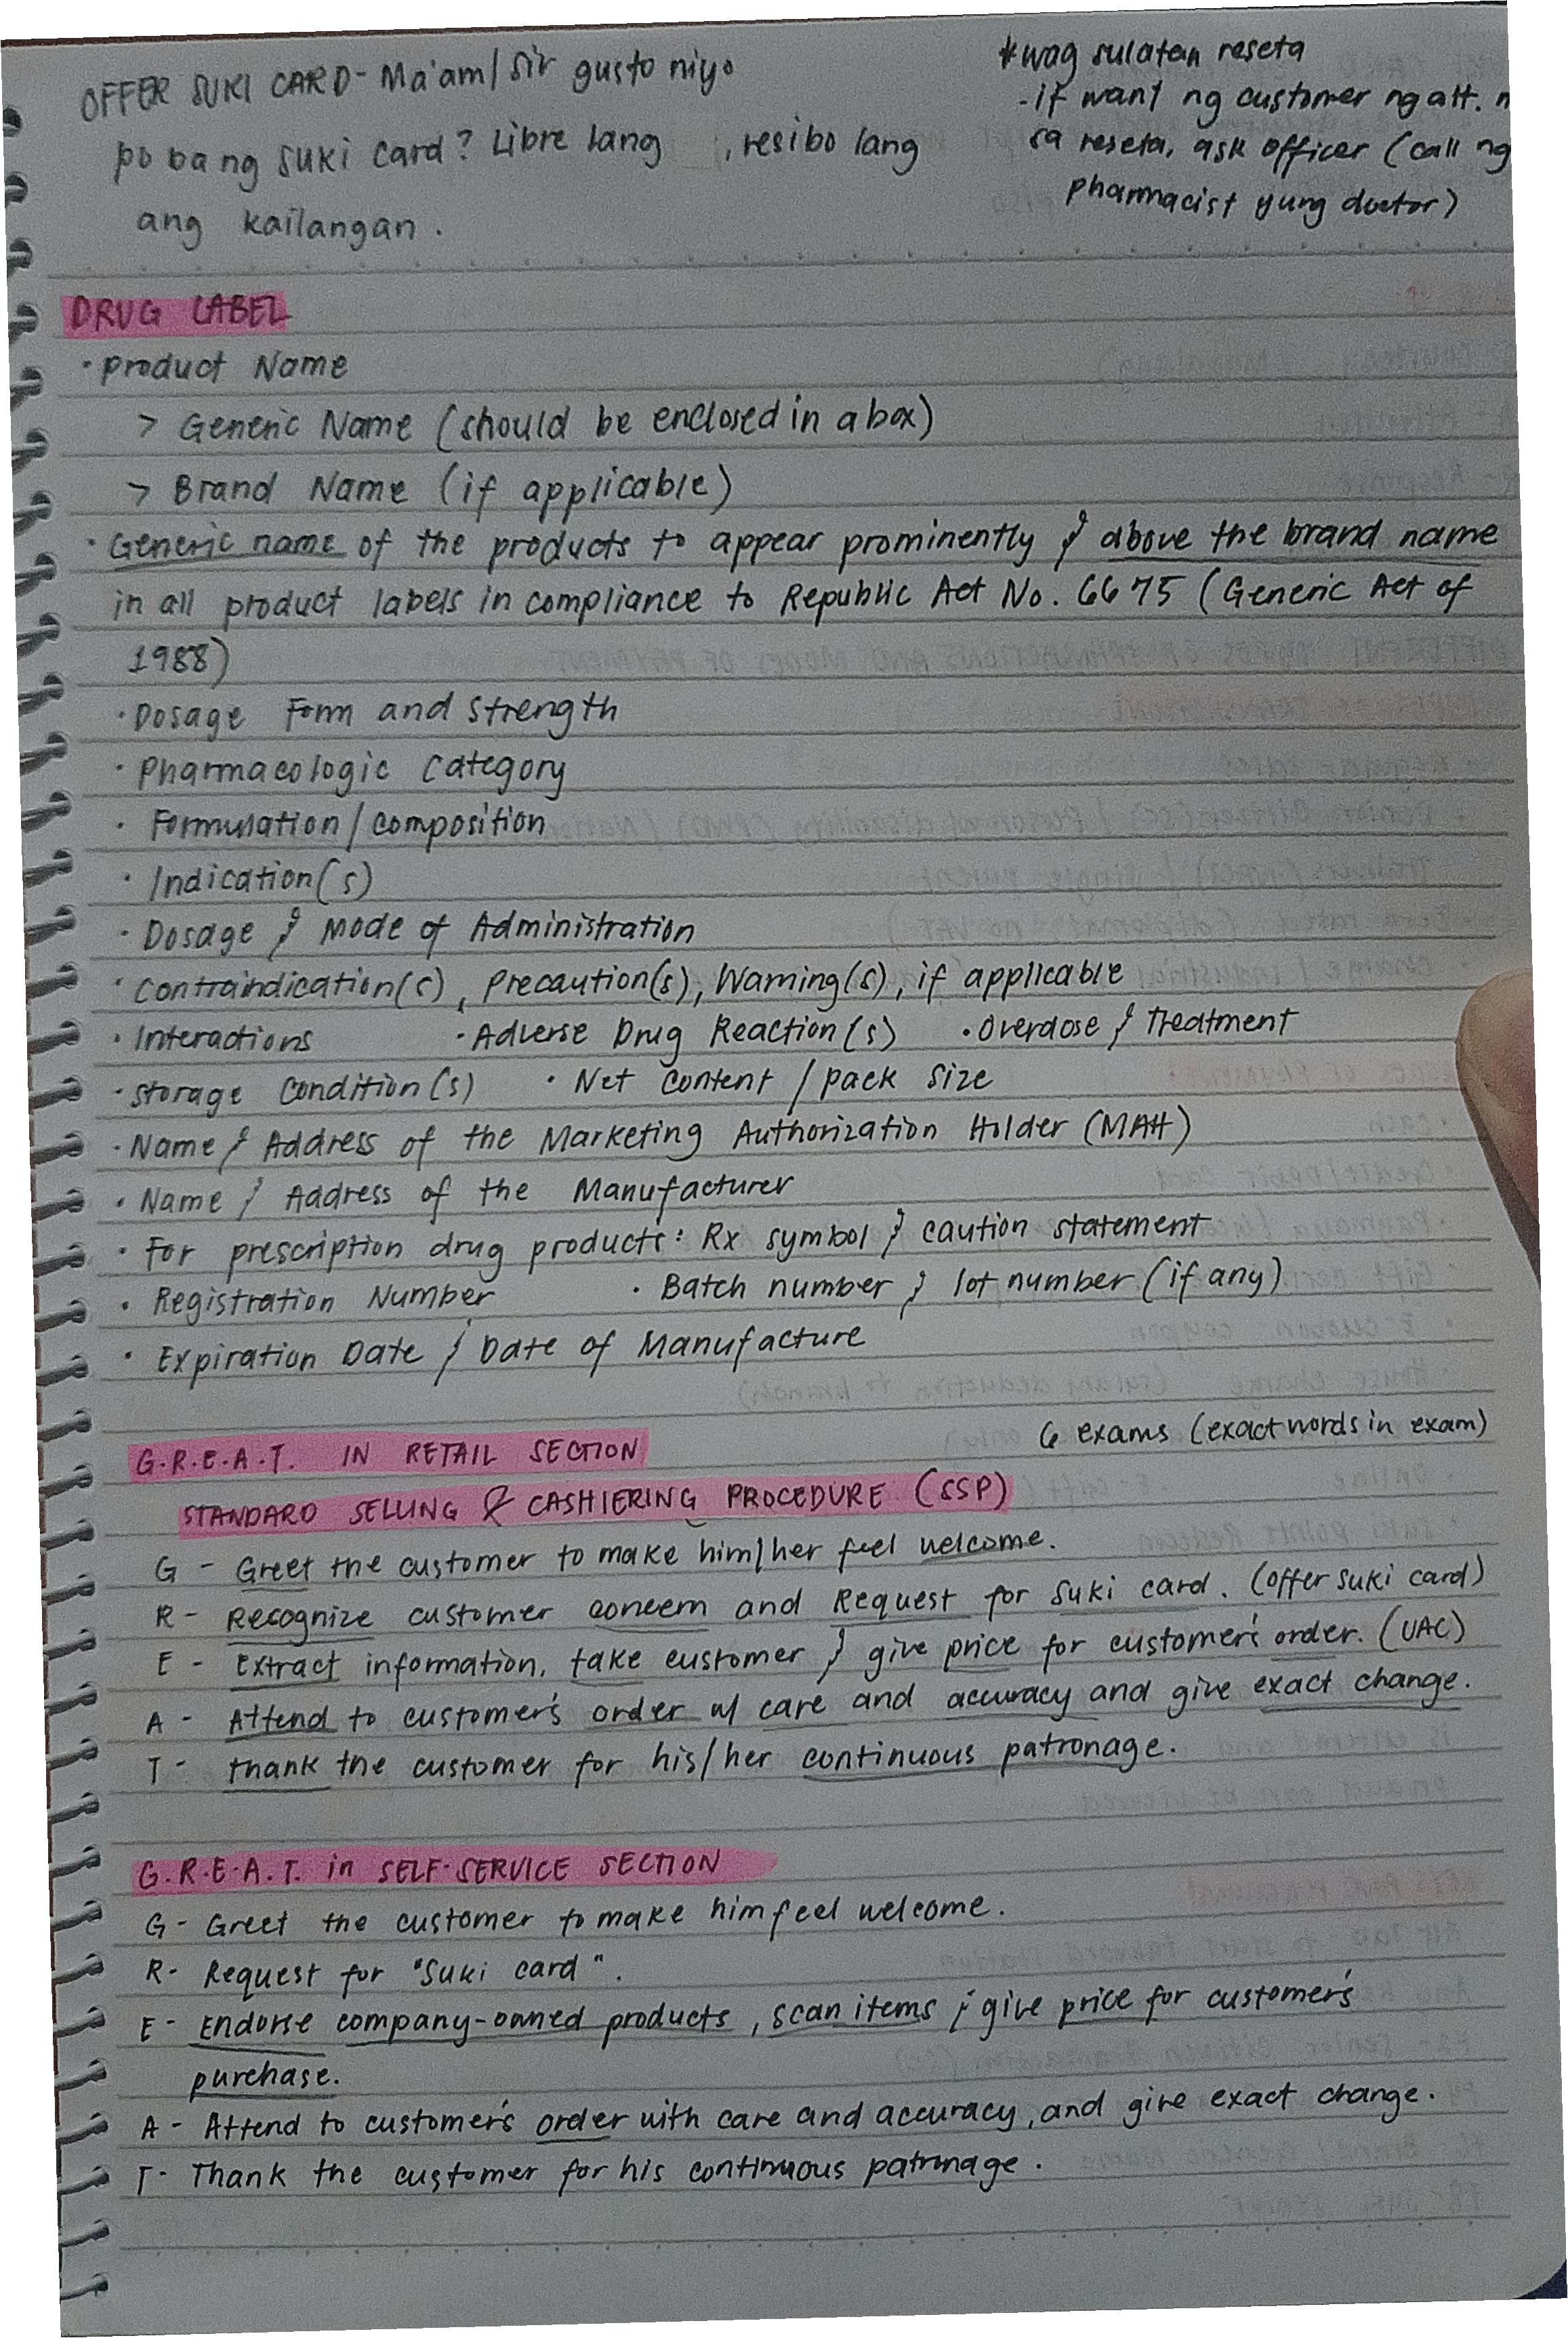 OFFER SUKI CARD - Ma'am/Sir gusto niyo
po bang suki card? Libre lang , resibo lang
ang kailangan.
*wag sulatan reseta
- if want ng customer ng alt.
sa reseta, ask officer (call ng
pharmacist yung doctor)
DRUG LABEL
· Product Name
> Generic Name (should be enclosed in a box)
> Brand Name (if applicable)
· Generic name of the products to appear prominently & above the brand name
in all product labels in compliance to Republic Act No. 6675 (Generic Act of
1988)
· Dosage Form and Strength
· Pharmacologic Category
· Formulation/composition
· Indication(s)
· Dosage & Mode of Administration
· Contraindication(s), Precaution(s), Warning(s), if applicable
· Interactions · Adverse Drug Reaction(s) · Overdose & Treatment
· Storage Condition(s) · Net Content / pack size
· Name & Address of the Marketing Authorization Holder (MAH)
· Name & Address of the Manufacturer
· For prescription drug products: Rx symbol & caution statement
· Registration Number · Batch number & lot number (if any)
· Expiration Date & Date of Manufacture
G.R.E.A.T. IN RETAIL SECTION 6 exams (exact words in exam)
STANDARD SELLING & CASHIERING PROCEDURE (SSP)
G - Greet the customer to make him/her feel welcome.
R - Recognize customer concern and Request for suki card. (offer suki card)
E - Extract information, take customer & give price for customer's order. (UAC)
A - Attend to customer's order w/ care and accuracy and give exact change.
T - thank the customer for his/her continuous patronage.
G.R.E.A.T. in SELF-SERVICE SECTION
G - Greet the customer to make him feel welcome.
R - Request for "Suki card".
E - Endorse company-owned products, scan items & give price for customer's
purchase.
A - Attend to customer's order with care and accuracy, and give exact change.
T - Thank the customer for his continuous patronage.